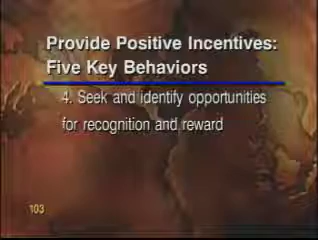 Provide Positive Incentives:
Five Key Behaviors
4. Seek and identify opportunities
for recognition and reward
103